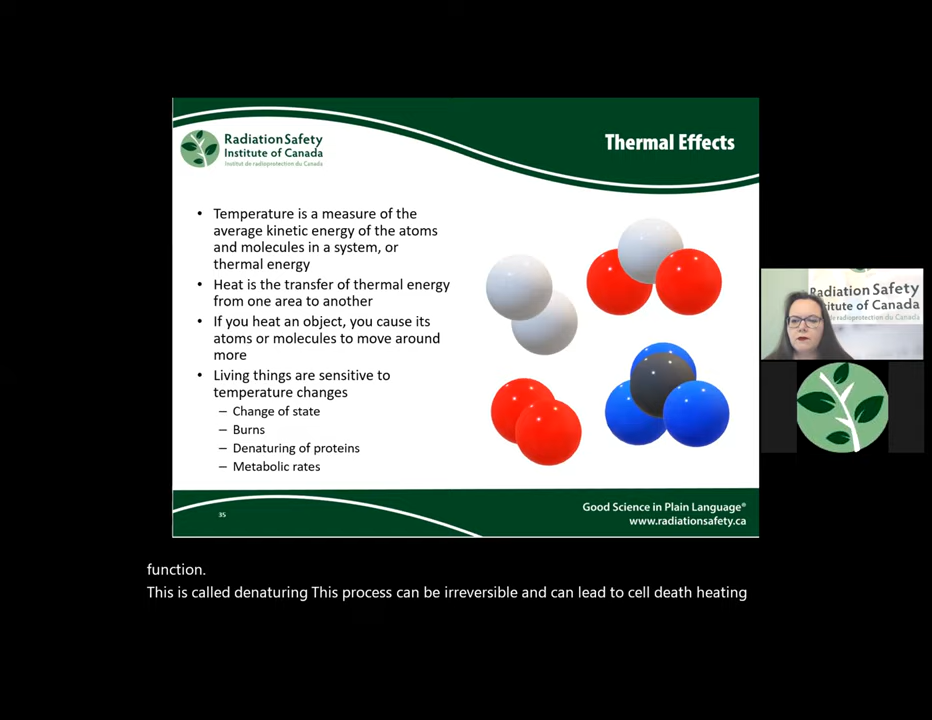 RadiationSafety
Institute of Canada
Institut de radioprotection du Canada
Thermal Effects
• Temperature is a measure of the
average kinetic energy of the atoms
and molecules in a system, or
thermal energy
• Heat is the transfer of thermal energy
from one area to another
• If you heat an object, you cause its
atoms or molecules to move around
more
• Living things are sensitive to
temperature changes
– Change of state
– Burns
– Denaturing of proteins
– Metabolic rates
35
Good Science in Plain Language®
www.radiationsafety.ca
Radiation Safety
itute of Canada
de radioprotection du Canada
function.
This is called denaturing This process can be irreversible and can lead to cell death heating